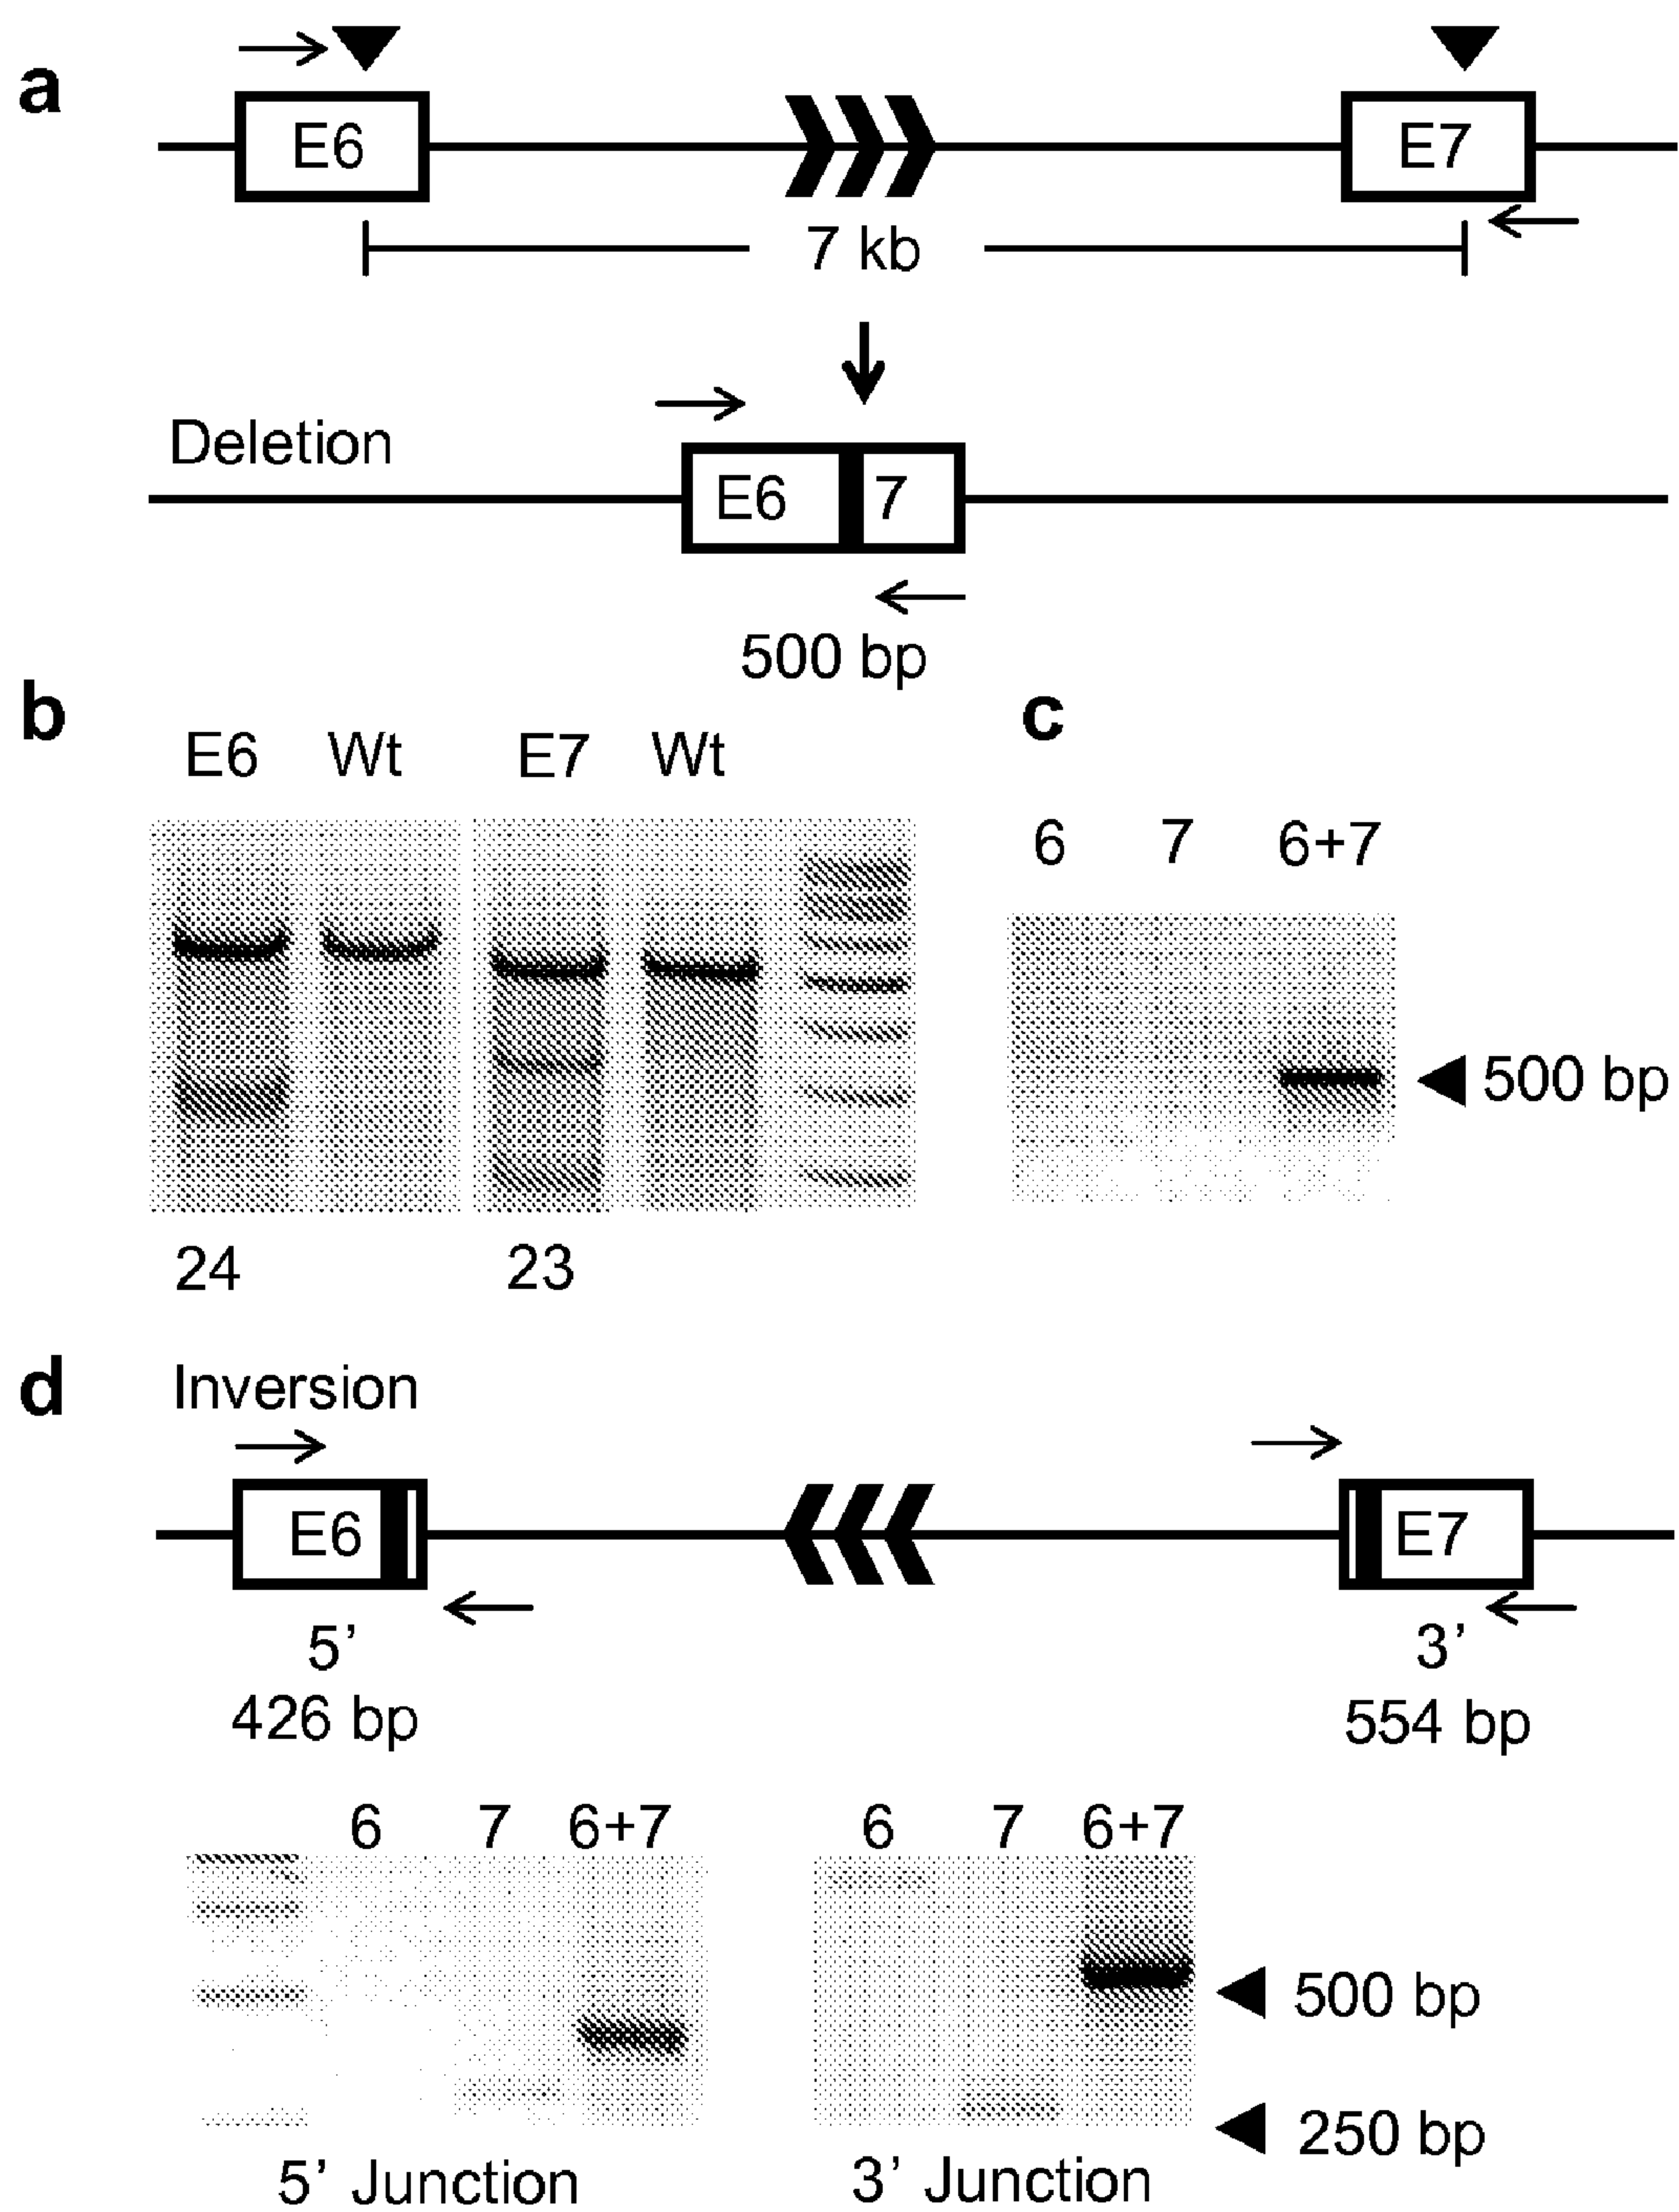 a
E6
E7
7 kb
Deletion
E6 7
500 bp
b
E6 Wt E7 Wt
24 23
c
6 7 6+7
500 bp
d
Inversion
E6
E7
5’
426 bp
3’
554 bp
6 7 6+7
5’ Junction
6 7 6+7
500 bp
250 bp
3’ Junction